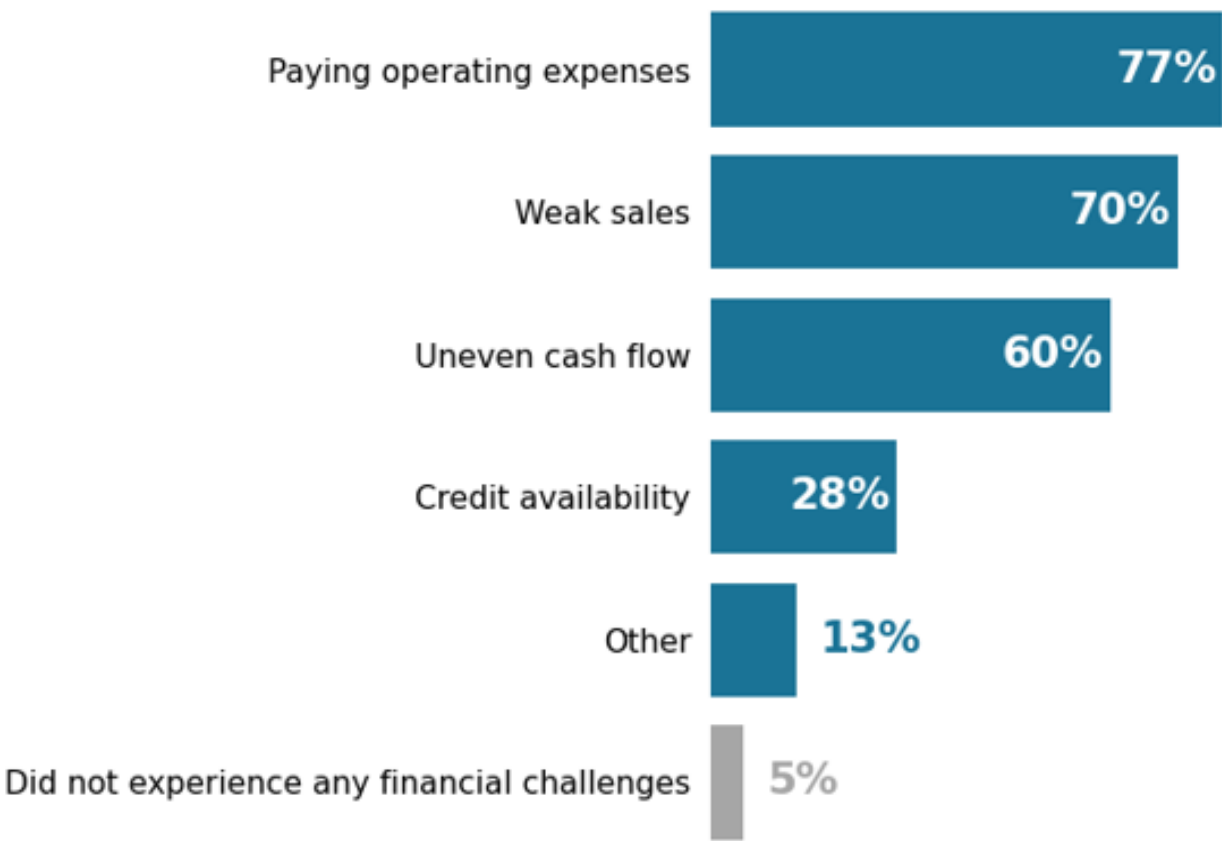 Paying operating expenses 77%
Weak sales 70%
Uneven cash flow 60%
Credit availability 28%
Other 13%
Did not experience any financial challenges 5%